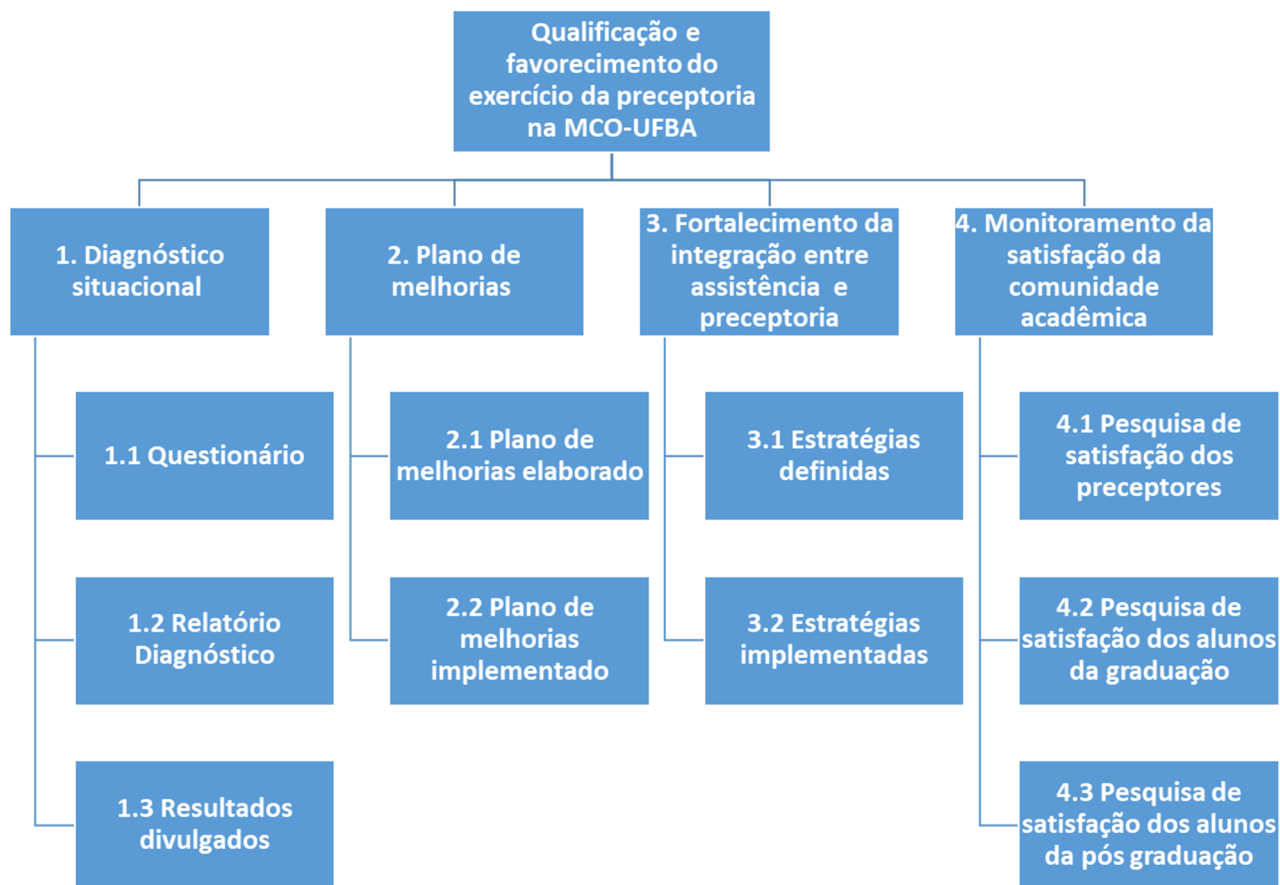 Qualificação e
favorecimento do
exercício da preceptoria
na MCO-UFBA
1. Diagnóstico
situacional
2. Plano de
melhorias
3. Fortalecimento da
integração entre
assistência e
preceptoria
4. Monitoramento da
satisfação da
comunidade
acadêmica
1.1 Questionário
2.1 Plano de
melhorias elaborado
3.1 Estratégias
definidas
4.1 Pesquisa de
satisfação dos
preceptores
1.2 Relatório
Diagnóstico
2.2 Plano de
melhorias
implementado
3.2 Estratégias
implementadas
4.2 Pesquisa de
satisfação dos alunos
da graduação
1.3 Resultados
divulgados
4.3 Pesquisa de
satisfação dos alunos
da pós graduação